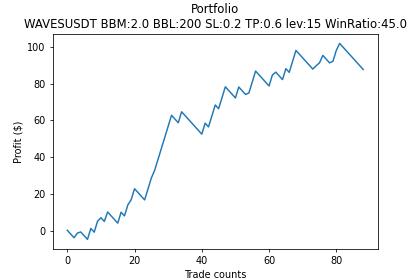 Portfolio
WAVESUSDT BBM:2.0 BBL:200 SL:0.2 TP:0.6 lev:15 WinRatio:45.0
100
80
60
40
20
0
Profit ($)
0 20 40 60 80
Trade counts